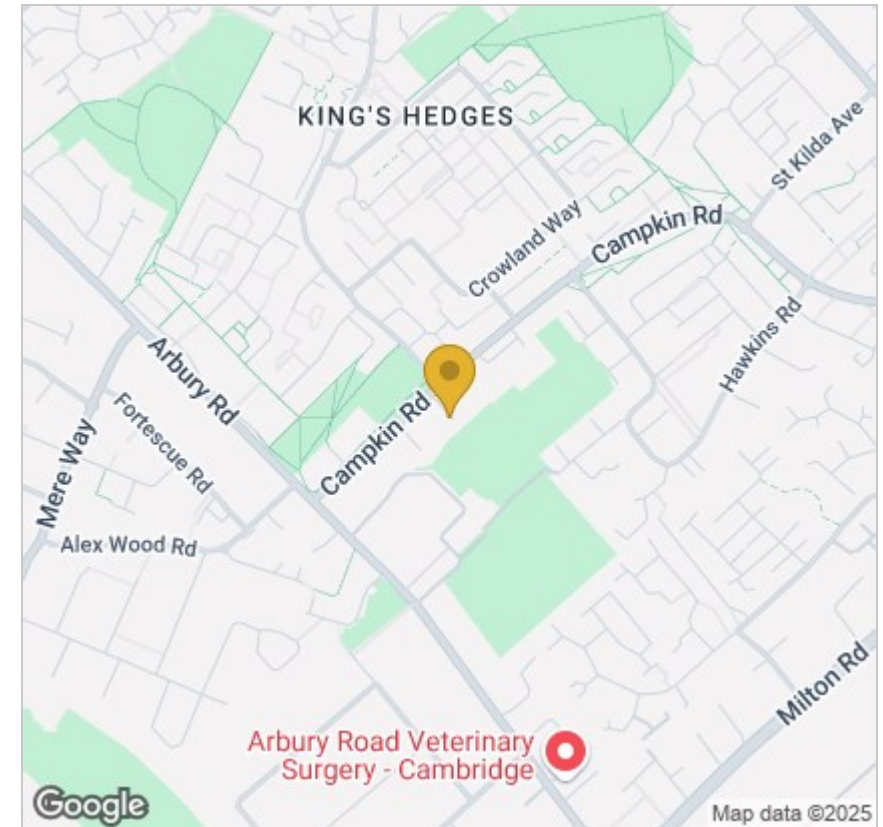 KING'S HEDGES
St Kilda Ave
Crowland Way
Campkin Rd
Hawkins Rd
Arbury Rd
Campkin Rd
Fortescue Rd
Mere Way
Alex Wood Rd
Milton Rd
Arbury Road Veterinary
Surgery - Cambridge
Google
Map data ©2025